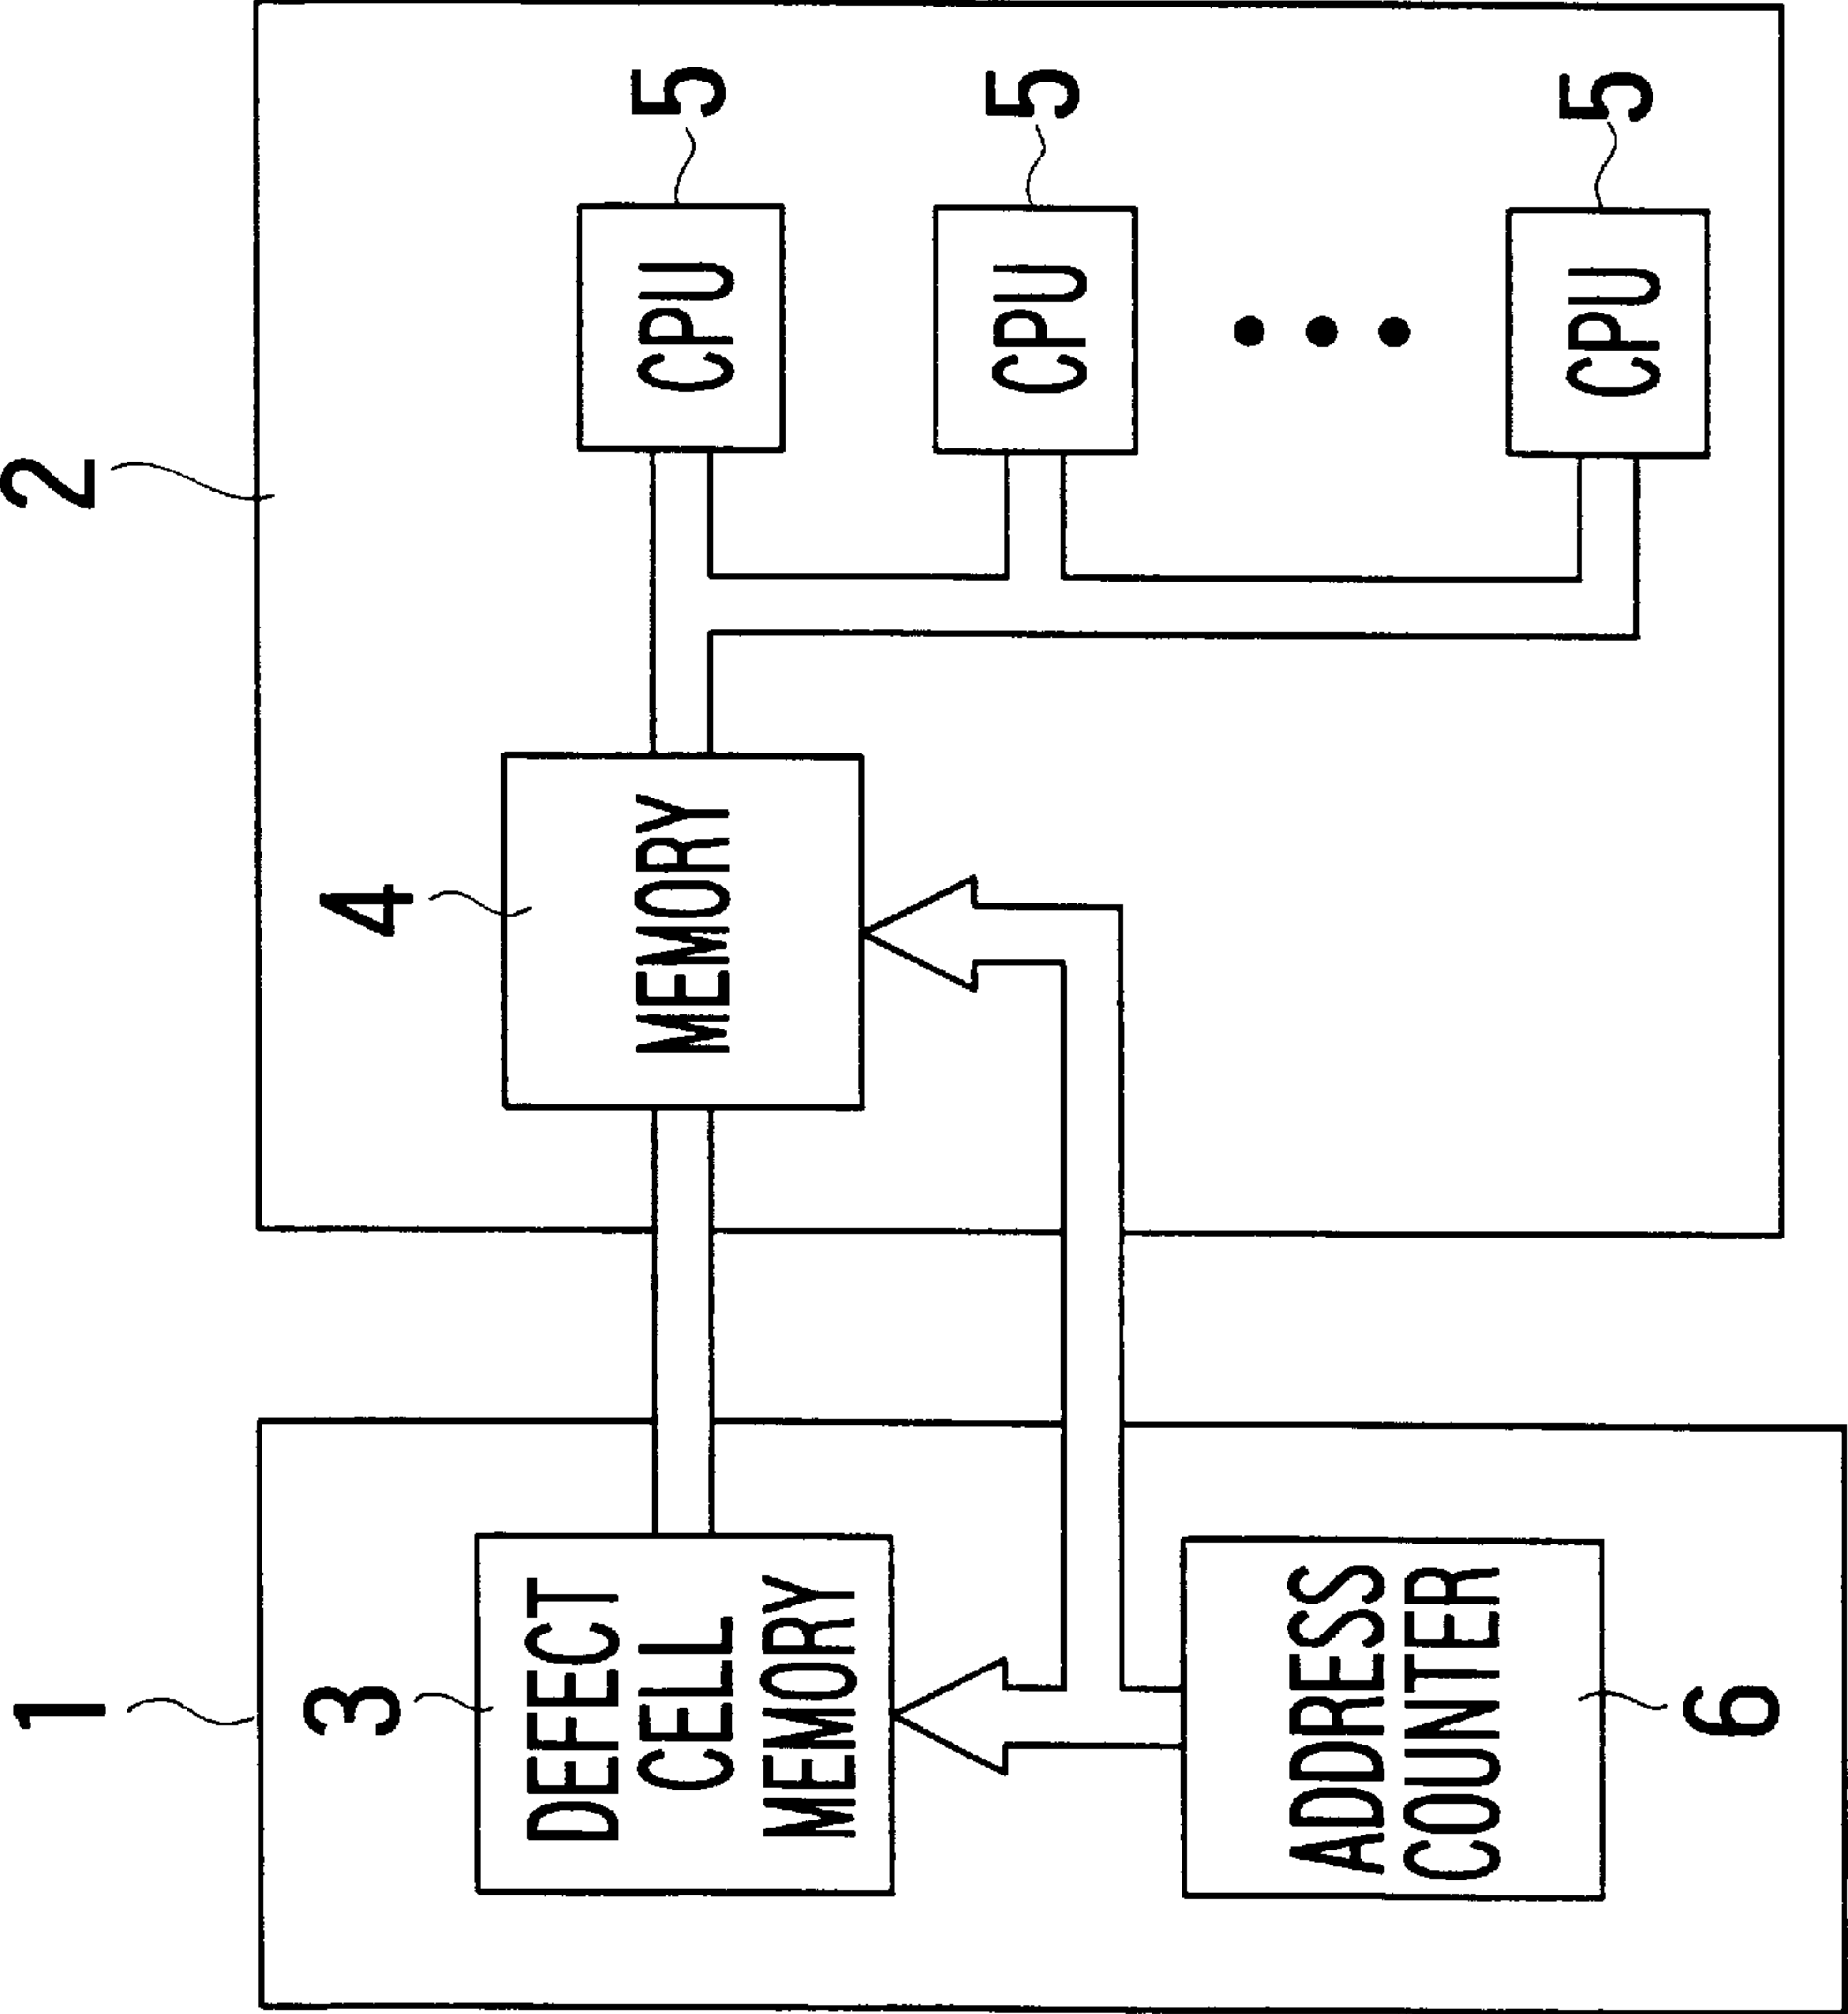 1
2
3
DEFECT
CELL
MEMORY
4
MEMORY
CPU
5
CPU
5
CPU
5
ADDRESS
COUNTER
6